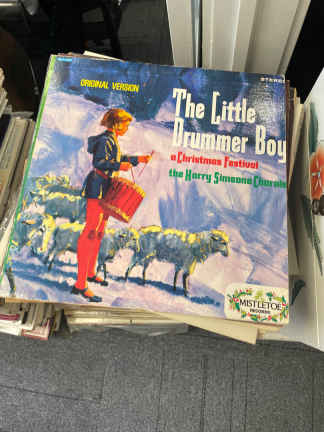 ORIGINAL VERSION
STEREO
The Little
Drummer Boy
a Christmas Festival
the Harry Simeone Chorale
MISTLETOE
RECORDS